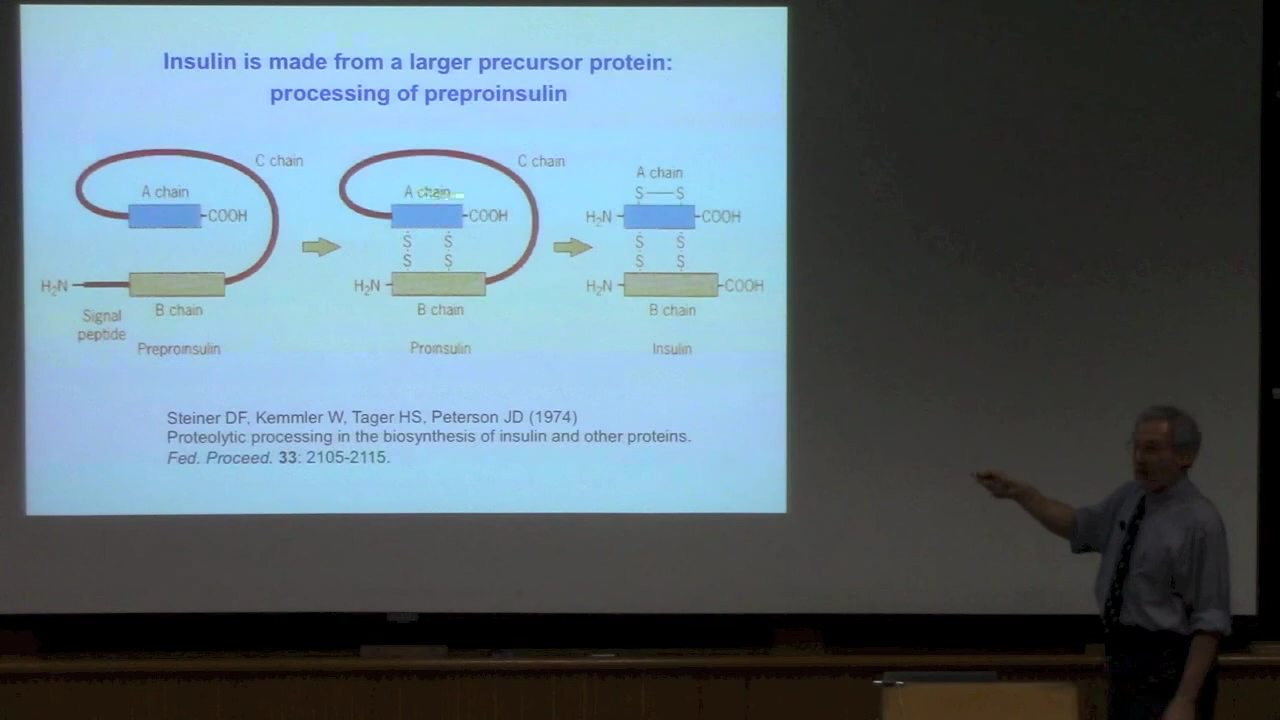 Insulin is made from a larger precursor protein:
processing of preproinsulin
C chain
A chain
COOH
H₂N
B chain
Signal
peptide
Preproinsulin
C chain
A chain
COOH
S S
S S
H₂N
B chain
Proinsulin
A chain
S S
H₂N COOH
S S
S S
H₂N COOH
B chain
Insulin
Steiner DF, Kemmler W, Tager HS, Peterson JD (1974)
Proteolytic processing in the biosynthesis of insulin and other proteins.
Fed. Proceed. 33: 2105-2115.